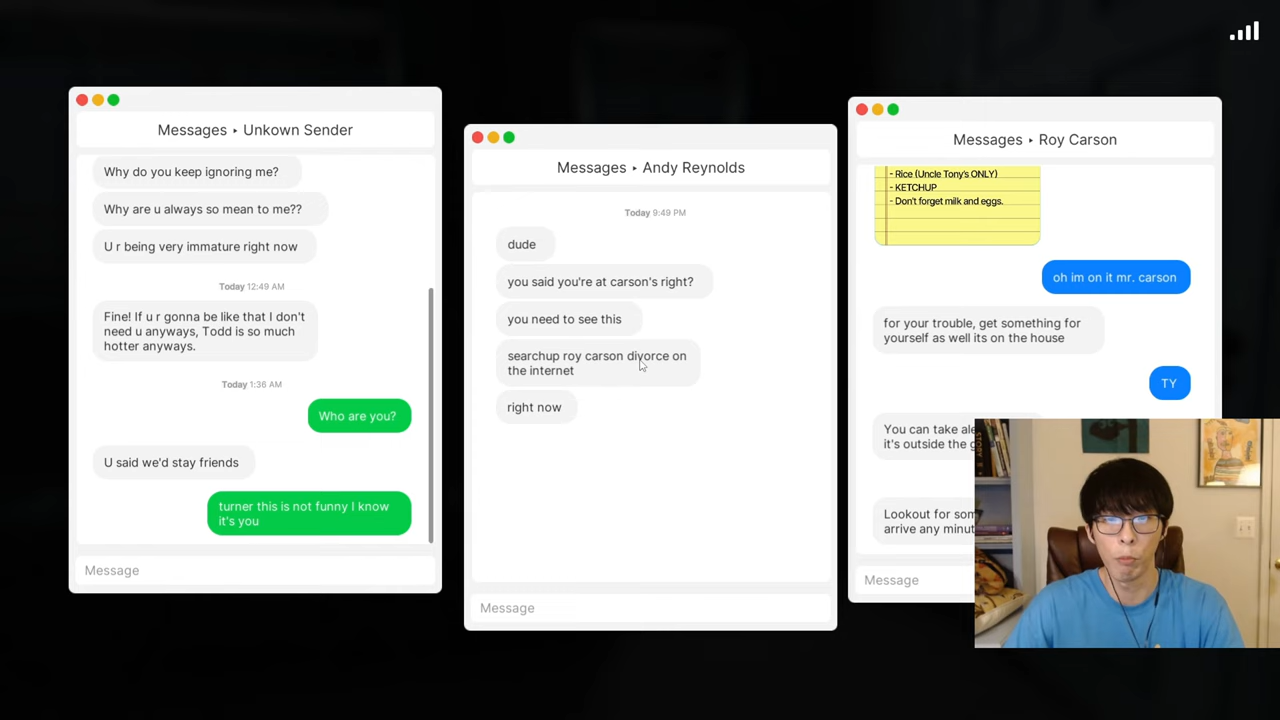 Messages ‣ Unkown Sender
Why do you keep ignoring me?
Why are u always so mean to me??
U r being very immature right now
Today 12:49 AM
Fine! If u r gonna be like that I don't
need u anyways, Todd is so much
hotter anyways.
Today 1:36 AM
Who are you?
U said we'd stay friends
turner this is not funny I know
it's you
Message
Messages ‣ Andy Reynolds
Today 9:49 PM
dude
you said you're at carson's right?
you need to see this
searchup roy carson divorce on
the internet
right now
Message
Messages ‣ Roy Carson
- Rice (Uncle Tony's ONLY)
- KETCHUP
- Don't forget milk and eggs.
oh im on it mr. carson
for your trouble, get something for
yourself as well its on the house
TY
You can take
it's outside the
Lookout for
arrive any
Message